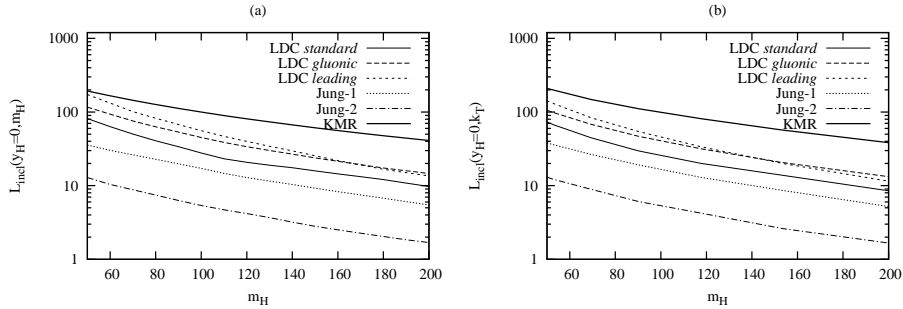 (a)
L_incl(y_H=0,m_H)
1000
100
10
1
LDC standard
LDC gluonic
LDC leading
Jung-1
Jung-2
KMR
60 80 100 120 140 160 180 200
m_H
(b)
L_incl(y_H=0,k_T)
1000
100
10
1
LDC standard
LDC gluonic
LDC leading
Jung-1
Jung-2
KMR
60 80 100 120 140 160 180 200
m_H